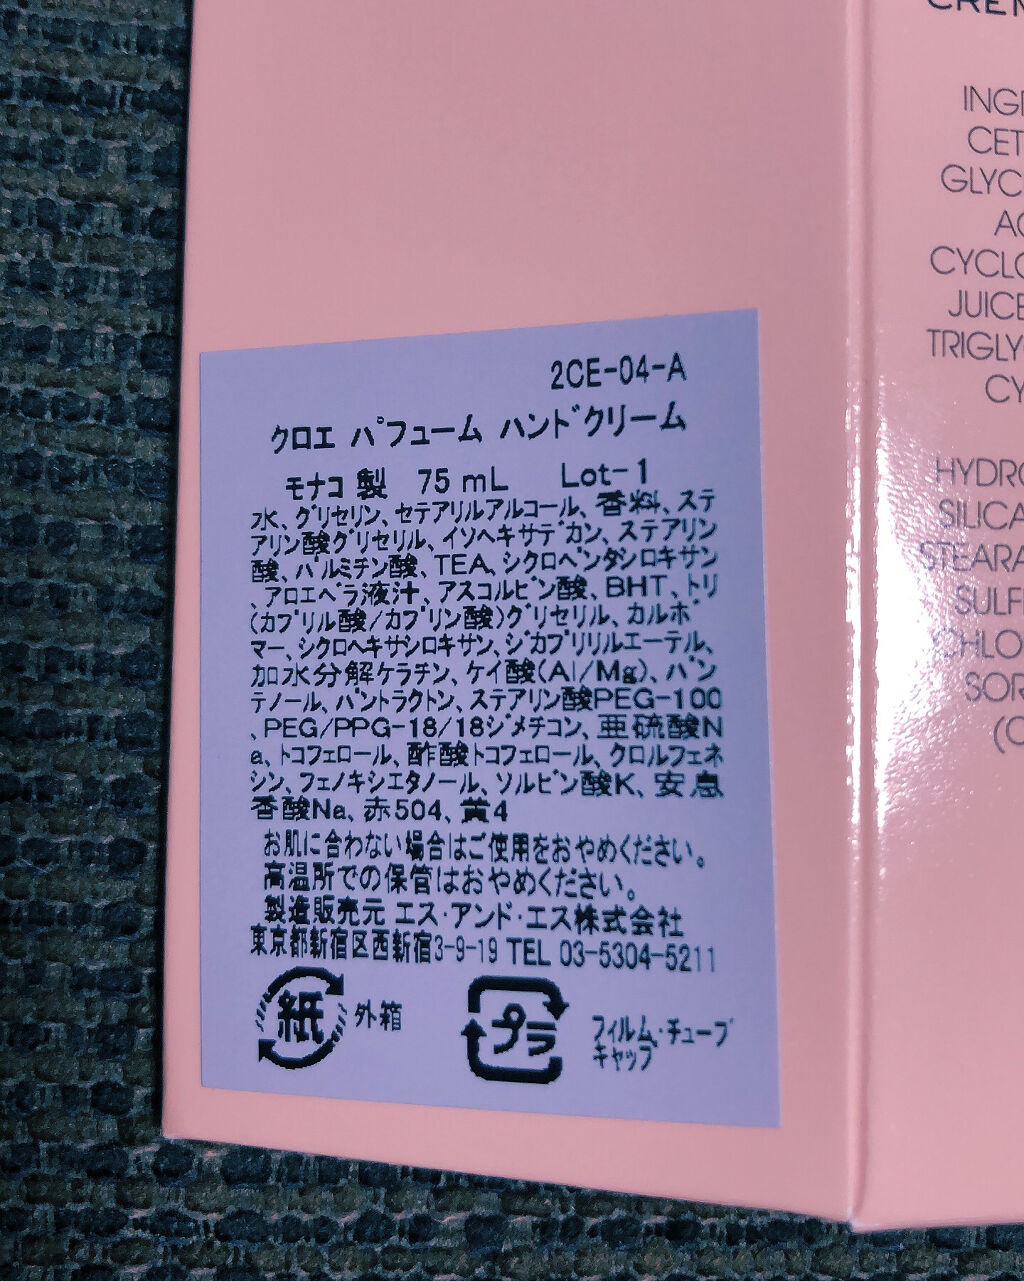 2CE-04-A
クロエ パフューム ハンドクリーム
モナコ製 75mL Lot-1
水、グリセリン、セテアリルアルコール、香料、ステ
アリン酸グリセリル、イソヘキサデカン、ステアリン
酸、パルミチン酸、TEA、シクロペンタシロキサン
、アロエベラ液汁、アスコルビン酸、BHT、トリ
(カプリル酸/カプリン酸)グリセリル、カルボ
マー、シクロヘキサシロキサン、ジカプリリルエーテル、
加水分解ケラチン、ケイ酸(Al/Mg)、パン
テノール、パントラクトン、ステアリン酸PEG-100
、PEG/PPG-18/18ジメチコン、亜硫酸N
a、トコフェロール、酢酸トコフェロール、クロルフェネ
シン、フェノキシエタノール、ソルビン酸K、安息
香酸Na、赤504、黄4
お肌に合わない場合はご使用をおやめください。
高温所での保管はおやめください。
製造販売元 エス・アンド・エス株式会社
東京都新宿区西新宿3-9-19 TEL 03-5304-5211
紙 外箱
プラ フィルム・チューブ
キャップ
CREM
INGR
CET
GLYC
AC
CYCLO
JUICE
TRIGLY
CY
HYDRO
SILICA
STEARA
SULF
CHLO
SOR
(C